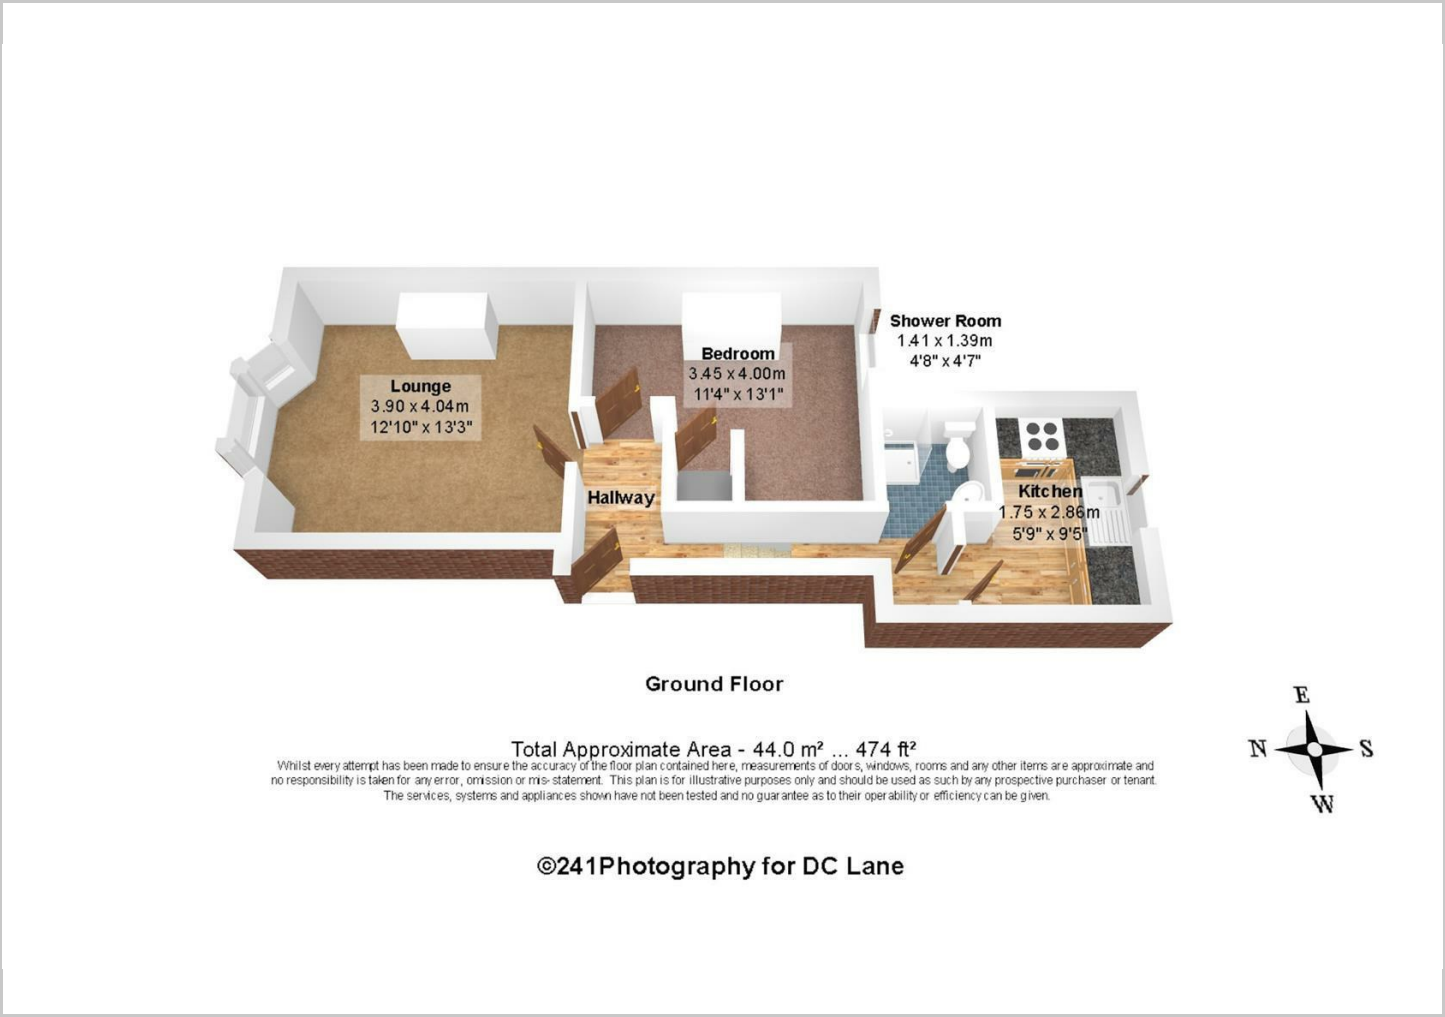 Shower Room
1.41 x 1.39m
4'8" x 4'7"
Bedroom
3.45 x 4.00m
11'4" x 13'1"
Lounge
3.90 x 4.04m
12'10" x 13'3"
Hallway
Kitchen
1.75 x 2.86m
5'9" x 9'5"
Ground Floor
E
N
S
W
Total Approximate Area - 44.0 m² ... 474 ft²
Whilst every attempt has been made to ensure the accuracy of the floor plan contained here, measurements of doors, windows, rooms and any other items are approximate and
no responsibility is taken for any error, omission or mis-statement. This plan is for illustrative purposes only and should be used as such by any prospective purchaser or tenant.
The services, systems and appliances shown have not been tested and no guarantee as to their operability or efficiency can be given.
©241Photography for DC Lane